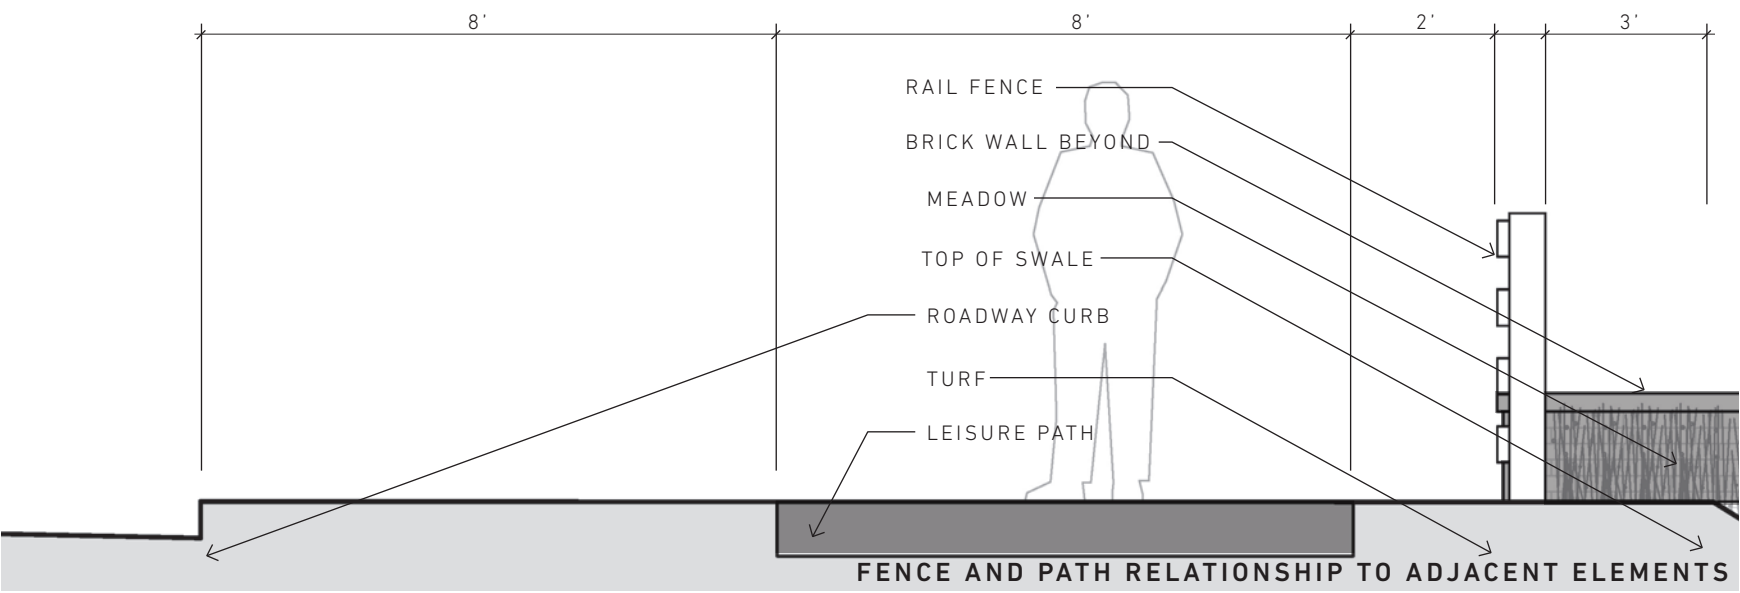 8'
8'
2'
3'
RAIL FENCE
BRICK WALL BEYOND
MEADOW
TOP OF SWALE
ROADWAY CURB
TURF
LEISURE PATH
FENCE AND PATH RELATIONSHIP TO ADJACENT ELEMENTS